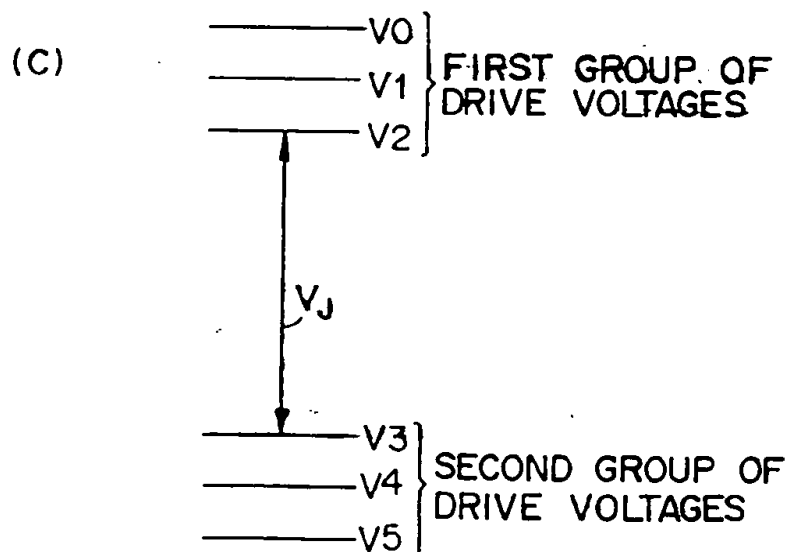 (C)
V0
V1
V2
FIRST GROUP OF
DRIVE VOLTAGES
VJ
V3
V4
V5
SECOND GROUP OF
DRIVE VOLTAGES